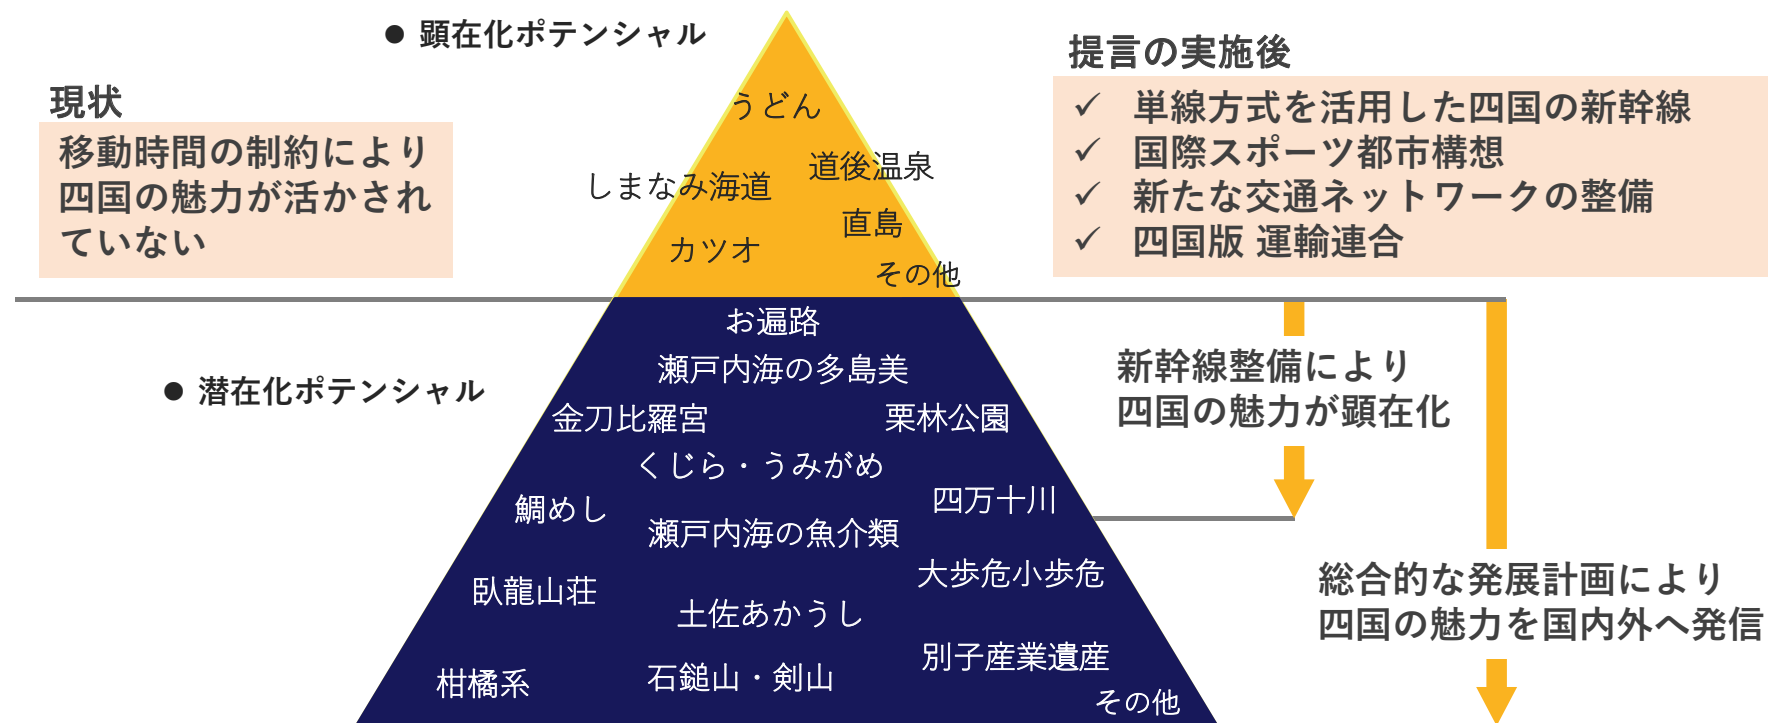 ● 顕在化ポテンシャル
現状
移動時間の制約により
四国の魅力が活かされ
ていない
提言の実施後
✓ 単線方式を活用した四国の新幹線
✓ 国際スポーツ都市構想
✓ 新たな交通ネットワークの整備
✓ 四国版 運輸連合
うどん
道後温泉
しまなみ海道
直島
カツオ
その他
● 潜在化ポテンシャル
お遍路
瀬戸内海の多島美
金刀比羅宮
栗林公園
くじら・うみがめ
鯛めし
四万十川
瀬戸内海の魚介類
大歩危小歩危
臥龍山荘
土佐あかうし
別子産業遺産
石鎚山・剣山
柑橘系
その他
新幹線整備により
四国の魅力が顕在化
総合的な発展計画により
四国の魅力を国内外へ発信